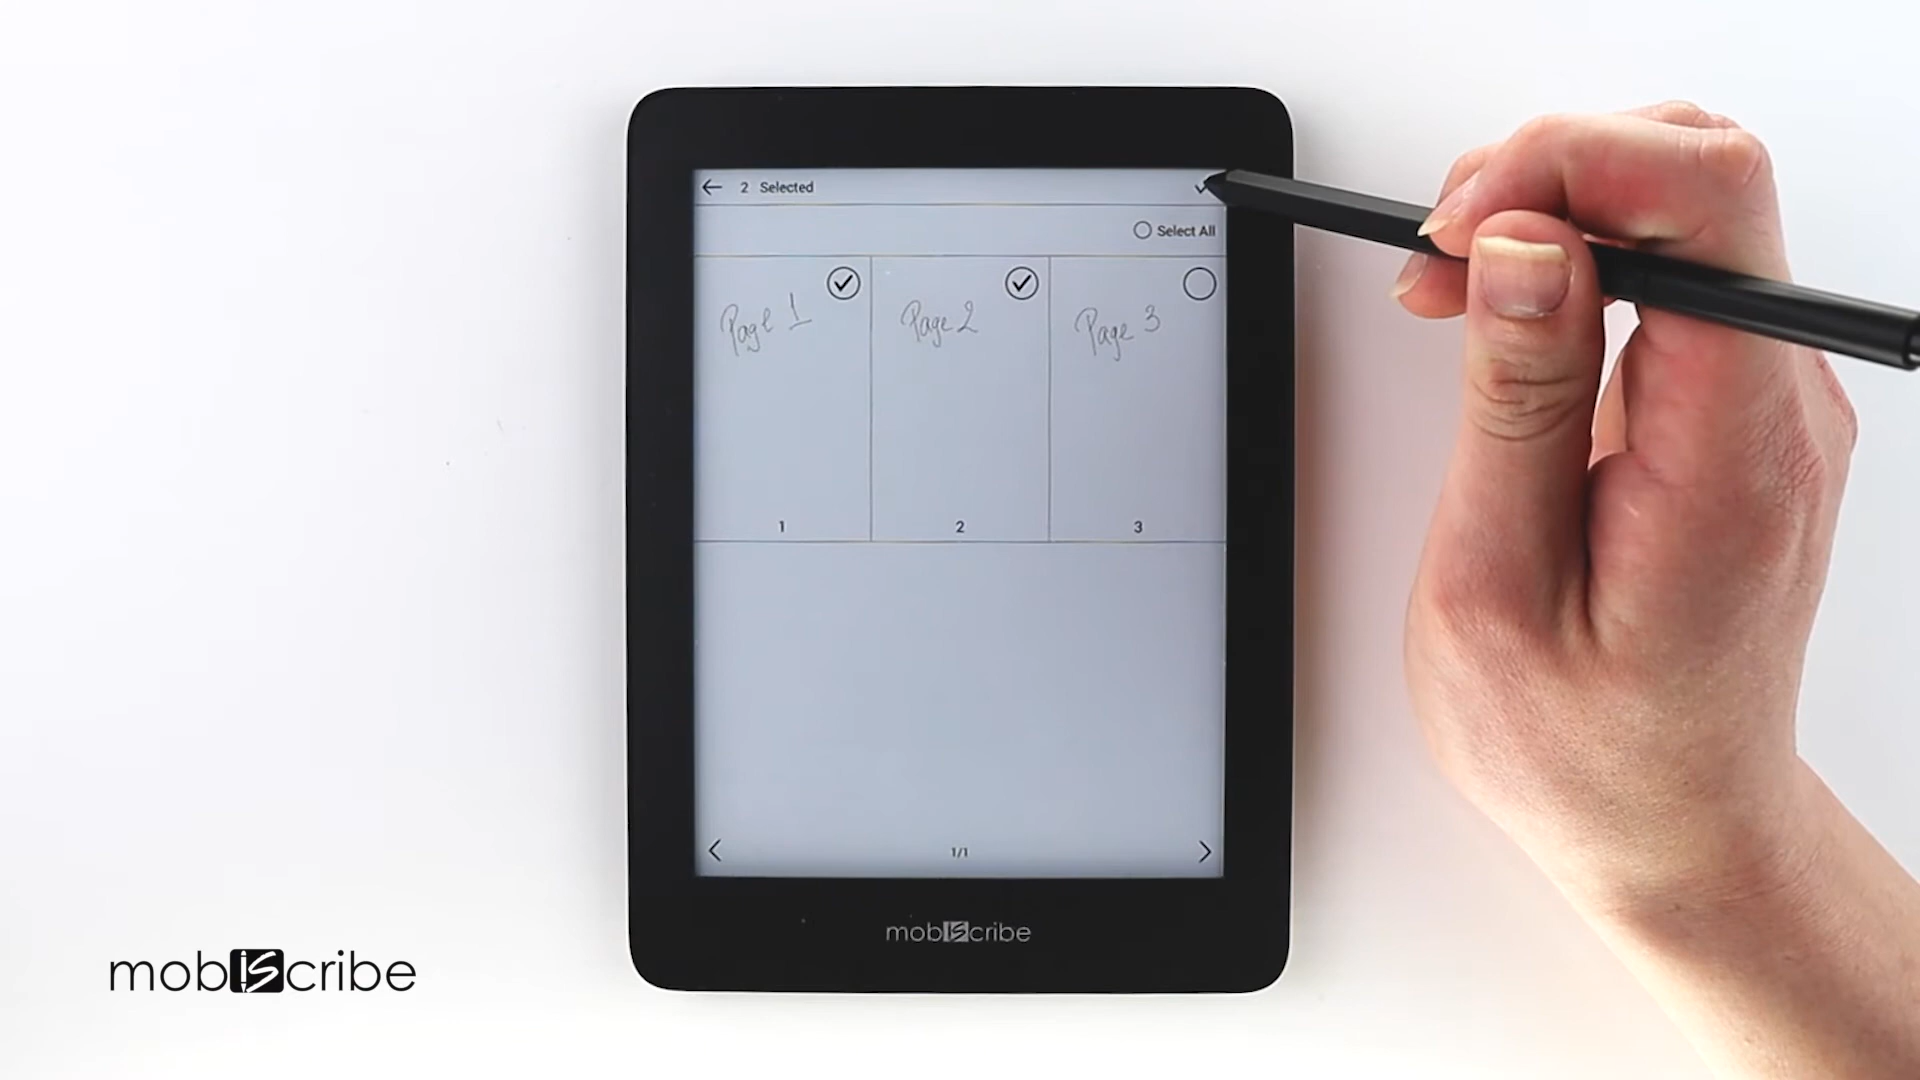 2 Selected
Select All
Page 1
Page 2
Page 3
1
2
3
1/1
mobiscribe
mobiscribe